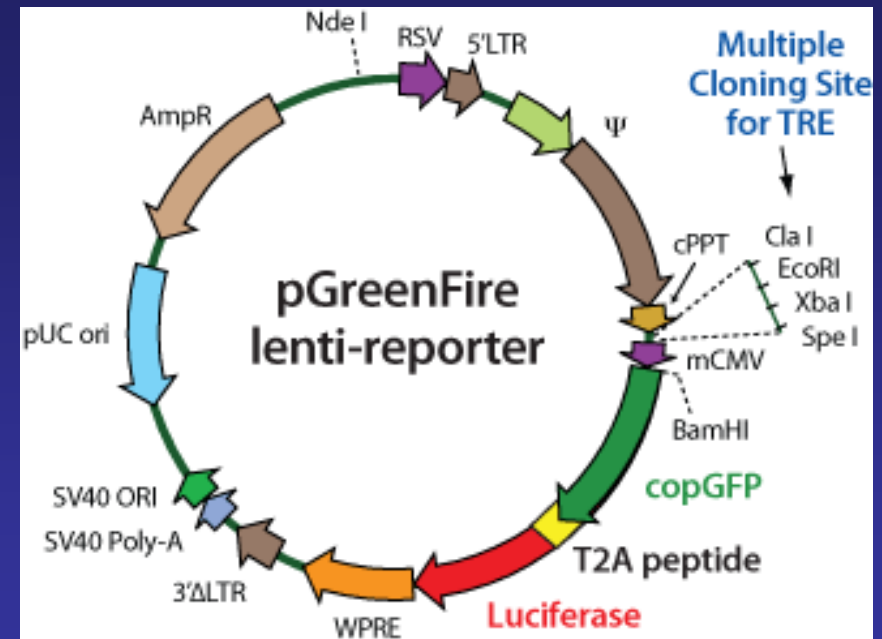 Nde I
RSV
5'LTR
Multiple
Cloning Site
for TRE
AmpR
Ψ
cPPT
Cla I
EcoRI
Xba I
Spe I
pGreenFire
lenti-reporter
pUC ori
mCMV
BamHI
copGFP
SV40 ORI
SV40 Poly-A
T2A peptide
3'ΔLTR
Luciferase
WPRE